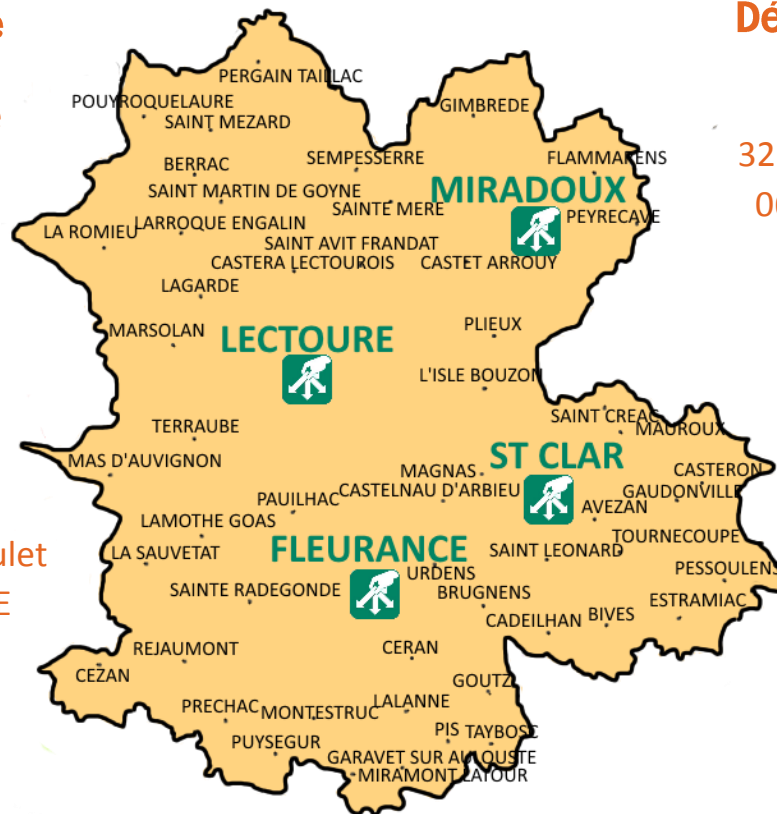 Dé
PERGAIN TAILLAC
POUYROQUELAURE
GIMBREDE
SAINT MEZARD
BERRAC
SEMPESSERRE
FLAMMARENS
32
SAINT MARTIN DE GOYNE
MIRADOUX
SAINTE MERE
PEYRECAVE
LA ROMIEU
LARROQUE ENGALIN
SAINT AVIT FRANDAT
CASTERA LECTOUROIS
CASTET ARROUY
LAGARDE
MARSOLAN
PLIEUX
LECTOURE
L'ISLE BOUZON
SAINT CREAC
TERRAUBE
MAUROUX
MAS D'AUVIGNON
ST CLAR
MAGNAS
CASTERON
PAUILHAC
CASTELNAU D'ARBIEU
GAUDONVILLE
AVEZAN
LAMOTHE GOAS
TOURNECOUPE
LA SAUVETAT
FLEURANCE
SAINT LEONARD
ulet
URDENS
PESSOULENS
SAINTE RADEGONDE
BRUGNENS
ESTRAMIAC
E
CADEILHAN
BIVES
REJAUMONT
CERAN
CEZAN
GOUTZ
PRECHAC
MONTESTRUC
LALANNE
PIS
TAYBOSC
PUYSEGUR
GARAVET SUR AULOUSTE
MIRAMONT LATOUR